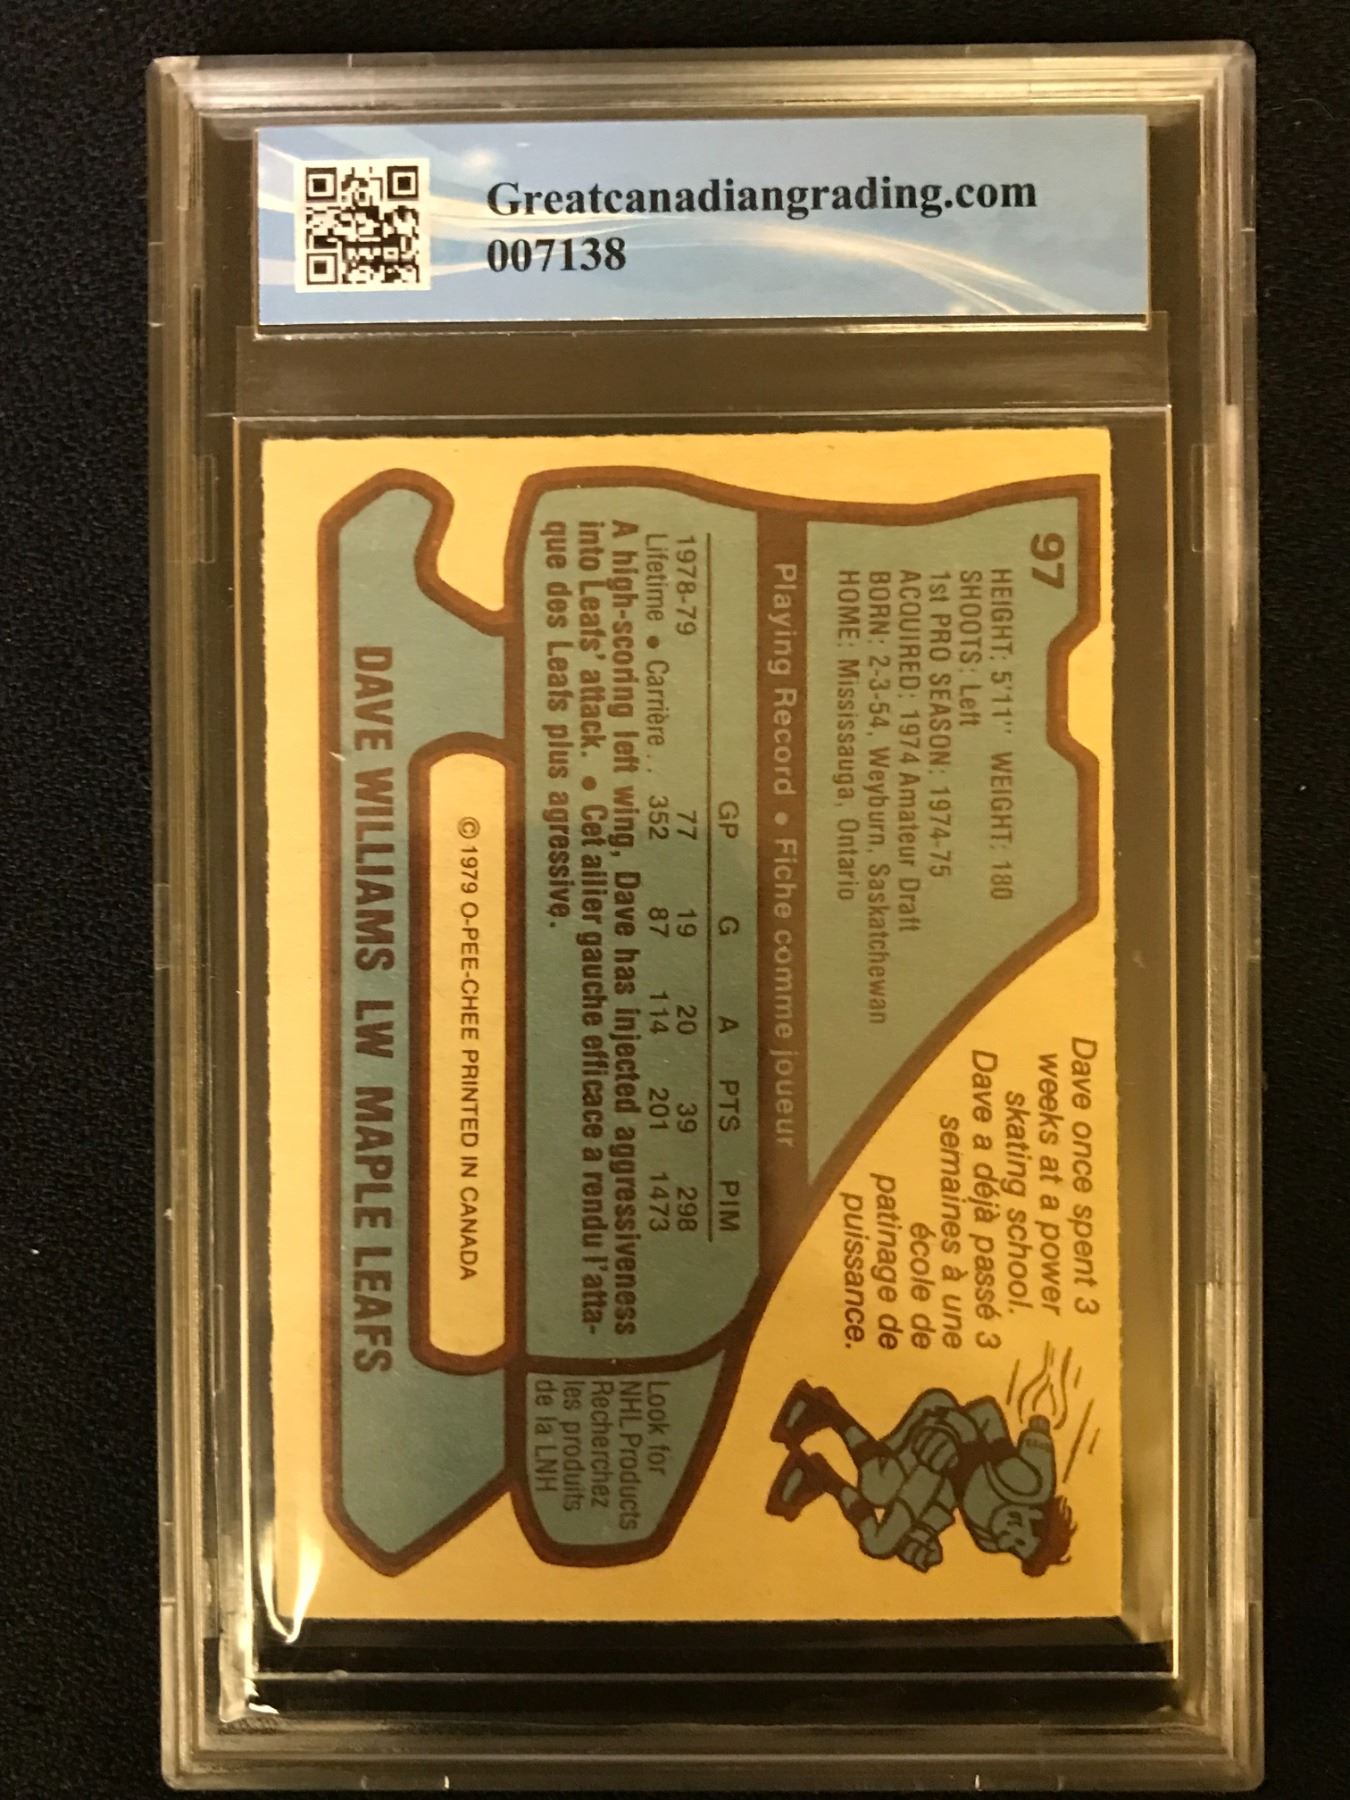 Greatcanadiangrading.com
007138
97
HEIGHT: 5'11" WEIGHT: 180
SHOOTS: Left
1st PRO SEASON: 1974-75
ACQUIRED: 1974 Amateur Draft
BORN: 2-3-54, Weyburn, Saskatchewan
HOME: Mississauga, Ontario
Dave once spent 3
weeks at a power
skating school.
Dave a déjà passé 3
semaines à une
école de
patinage de
puissance.
Playing Record • Fiche comme joueur
GP G A PTS PIM
1978-79 77 19 20 39 298
Lifetime • Carrière . . 352 87 114 201 1473
A high-scoring left wing, Dave has injected aggressiveness
into Leafs' attack. • Cet ailier gauche efficace a rendu l'atta-
que des Leafs plus agressive.
Look for
NHL Products
Recherchez
les produits
de la LNH
© 1979 O-PEE-CHEE PRINTED IN CANADA
DAVE WILLIAMS LW MAPLE LEAFS